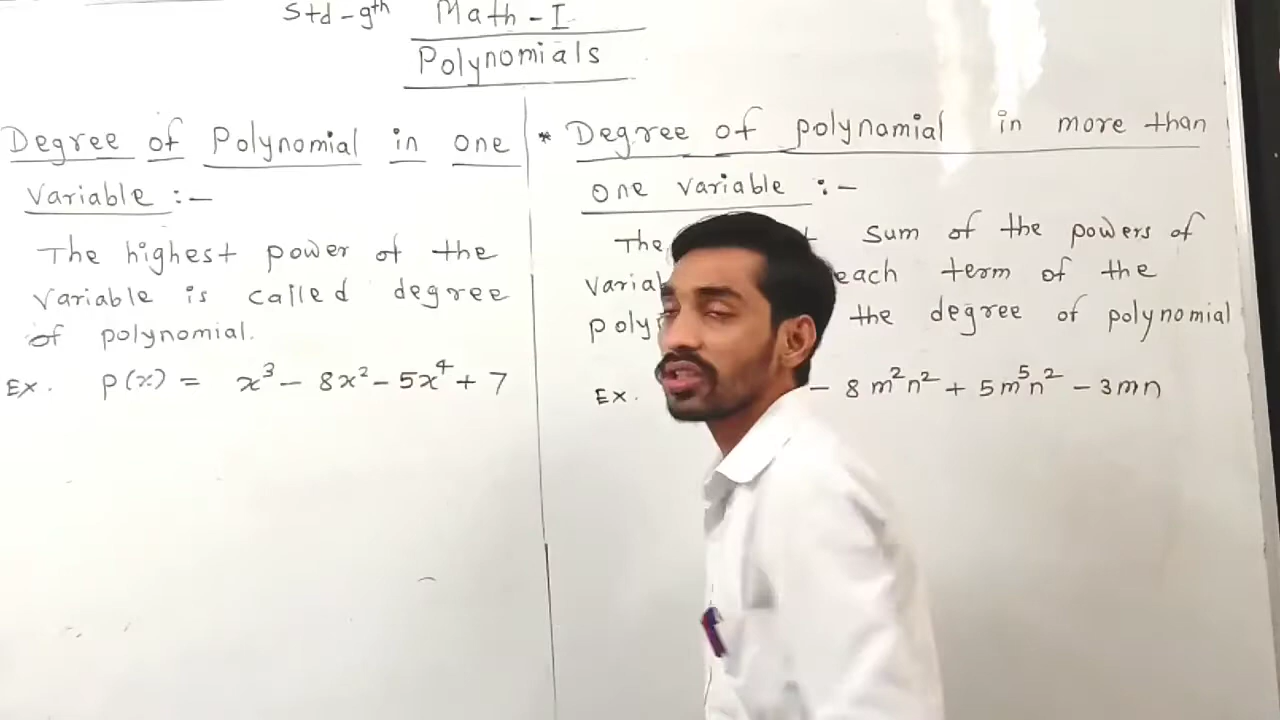 Std - 9th Math - I
Polynomials
Degree of Polynomial in one
variable :-
The highest power of the
variable is called degree
of polynomial.
Ex. p(x) = x³ - 8x² - 5x⁴ + 7
* Degree of polynamial in more than
one variable :-
The sum of the powers of
each term of the
the degree of polynomial
Ex. - 8m²n² + 5m⁵n² - 3mn